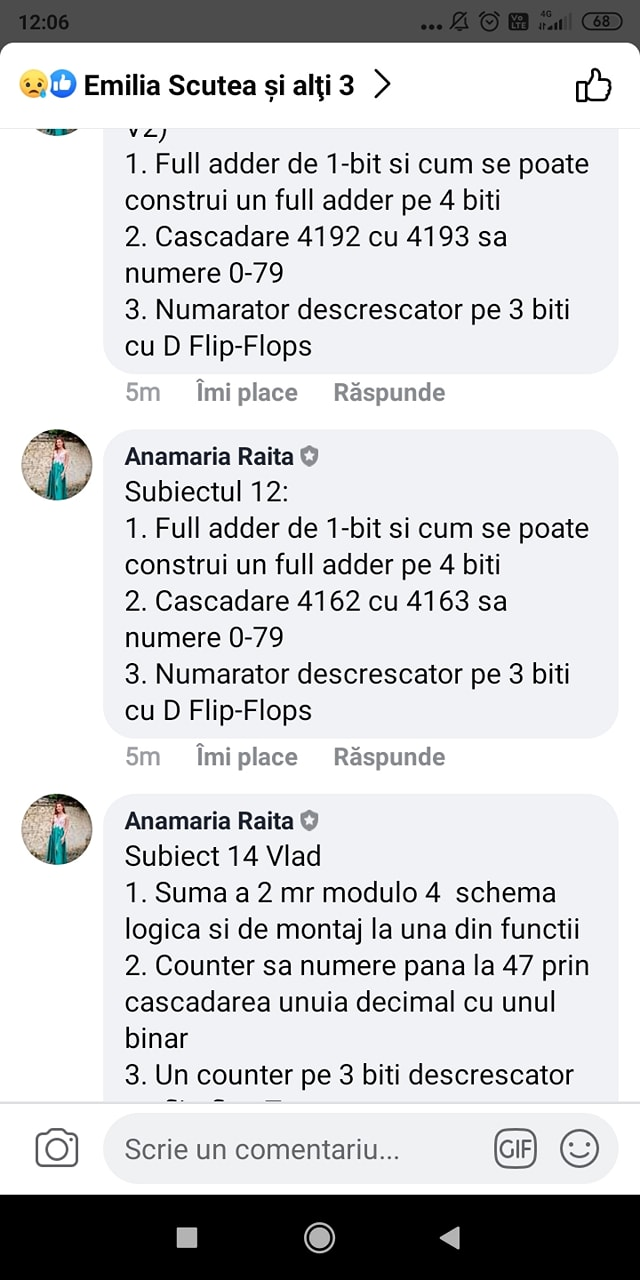 12:06
4G
Vo
LTE
68
Emilia Scutea și alţi 3
V2)
1. Full adder de 1-bit si cum se poate
construi un full adder pe 4 biti
2. Cascadare 4192 cu 4193 sa
numere 0-79
3. Numarator descrescator pe 3 biti
cu D Flip-Flops
5m Îmi place Răspunde
Anamaria Raita
Subiectul 12:
1. Full adder de 1-bit si cum se poate
construi un full adder pe 4 biti
2. Cascadare 4162 cu 4163 sa
numere 0-79
3. Numarator descrescator pe 3 biti
cu D Flip-Flops
5m Îmi place Răspunde
Anamaria Raita
Subiect 14 Vlad
1. Suma a 2 mr modulo 4 schema
logica si de montaj la una din functii
2. Counter sa numere pana la 47 prin
cascadarea unuia decimal cu unul
binar
3. Un counter pe 3 biti descrescator
Scrie un comentariu...
GIF